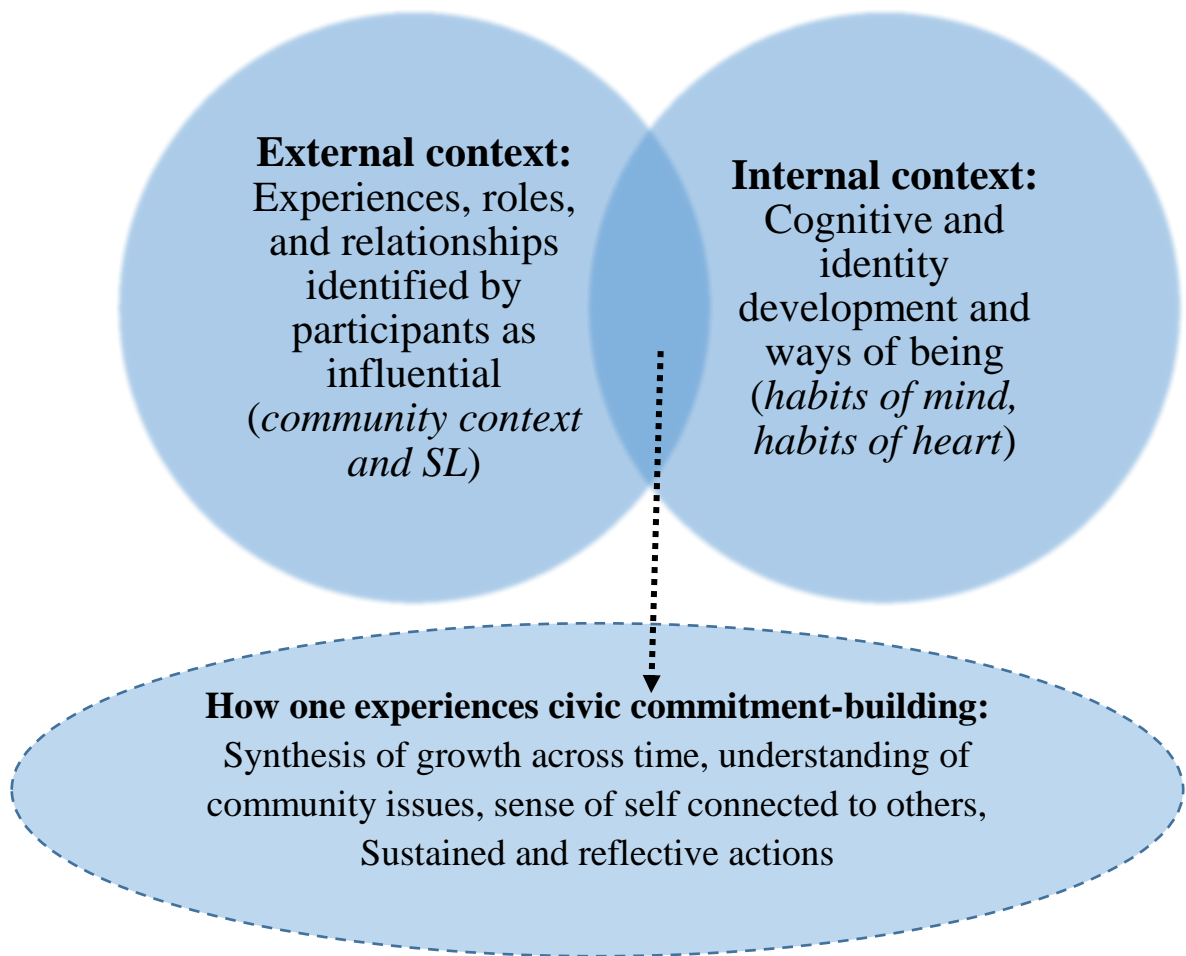 External context:
Experiences, roles,
and relationships
identified by
participants as
influential
(community context
and SL)
Internal context:
Cognitive and
identity
development and
ways of being
(habits of mind,
habits of heart)
How one experiences civic commitment-building:
Synthesis of growth across time, understanding of
community issues, sense of self connected to others,
Sustained and reflective actions